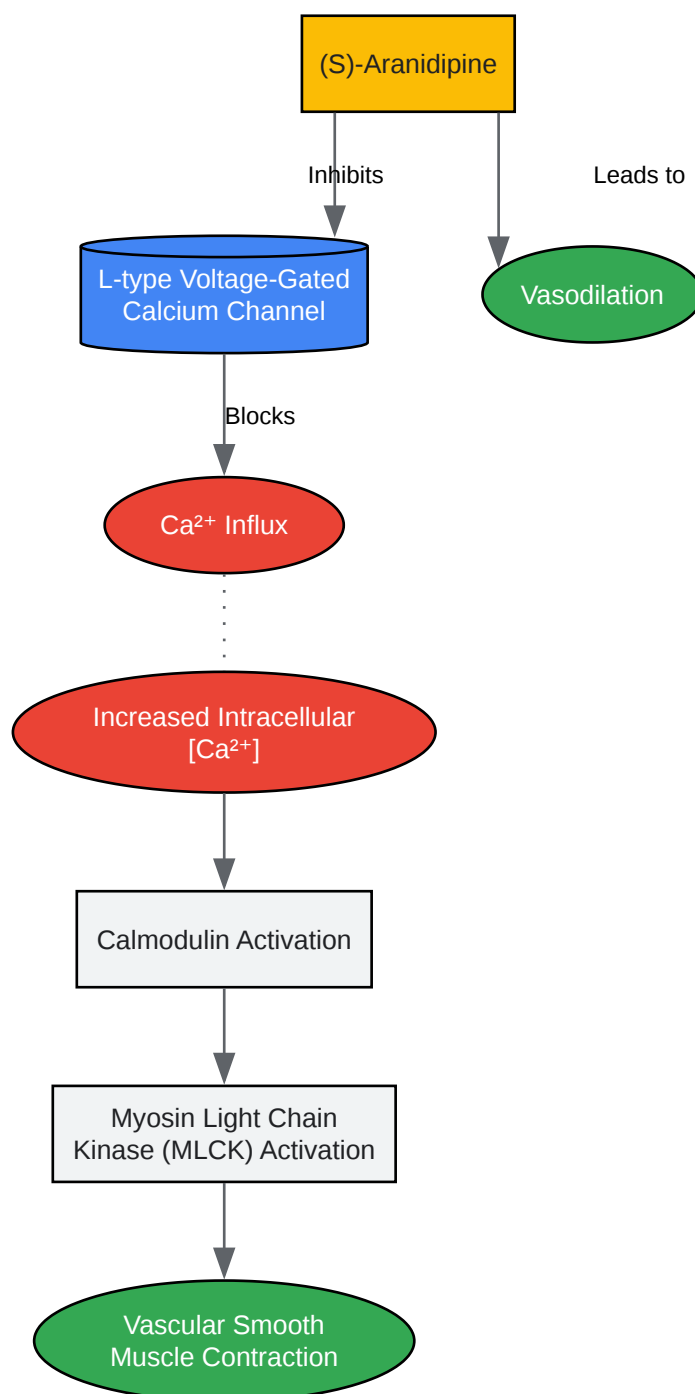 (S)-Aranidipine
Inhibits
Leads to
L-type Voltage-Gated
Calcium Channel
Vasodilation
Blocks
Ca²⁺ Influx
Increased Intracellular
[Ca²⁺]
Calmodulin Activation
Myosin Light Chain
Kinase (MLCK) Activation
Vascular Smooth
Muscle Contraction